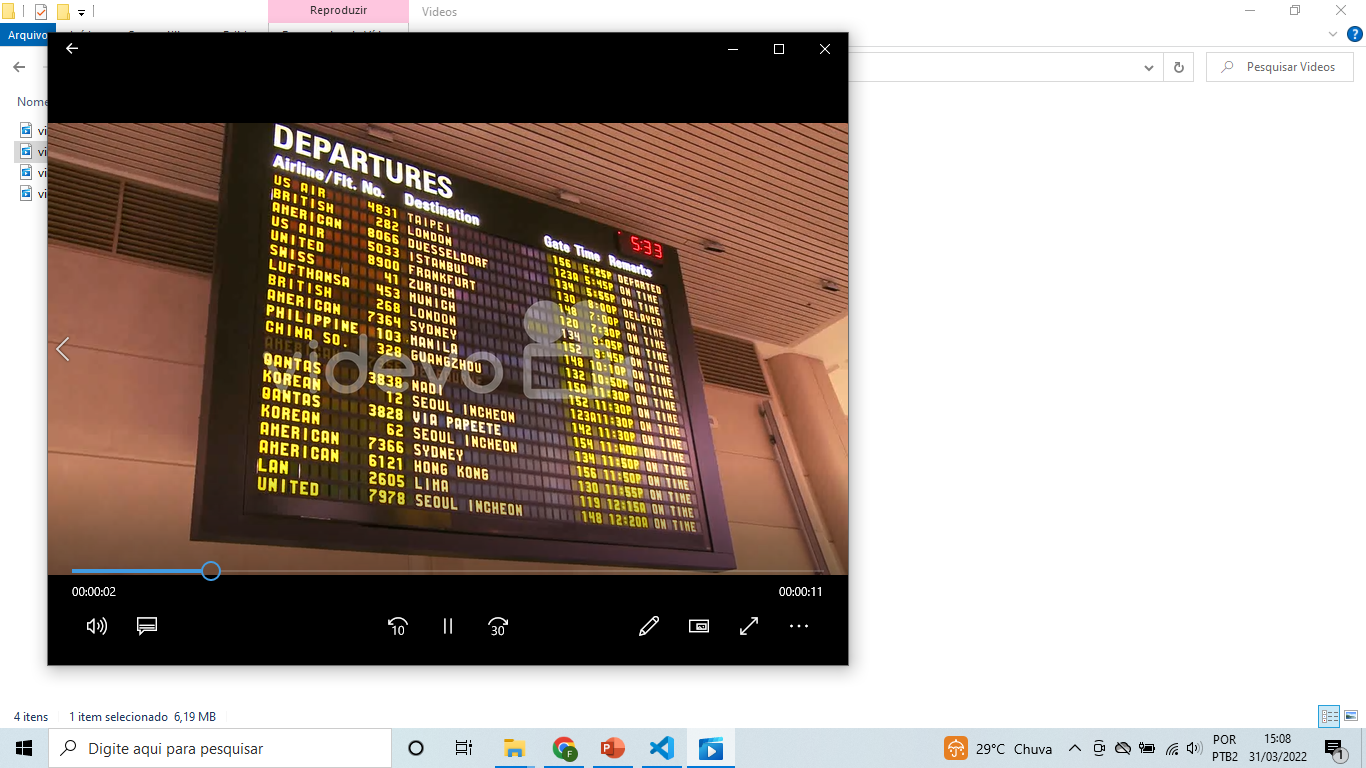 Reproduzir
Videos
Arquivo
Pesquisar Videos
Nome
DEPARTURES
Airline/Flt. No. Destination Gate Time Remarks
5:33
US AIR 4831 TAIPEI 156 5:25P DEPARTED
BRITISH 282 LONDON 123A 5:45P ON TIME
AMERICAN 8066 DUESSELDORF 134 5:55P ON TIME
US AIR 5033 ISTANBUL 130 8:00P DELAYED
UNITED 8900 FRANKFURT 148 7:00P ON TIME
SWISS 41 ZURICH 120 7:30P ON TIME
LUFTHANSA 453 MUNICH 134 9:05P ON TIME
BRITISH 268 LONDON 152 9:45P ON TIME
AMERICAN 7364 SYDNEY 148 10:10P ON TIME
PHILIPPINE 103 MANILA 132 10:50P ON TIME
CHINA SO. 328 GUANGZHOU 150 11:30P ON TIME
AMERICAN
QANTAS 3838 NADI 152 11:30P ON TIME
KOREAN 12 SEOUL INCHEON 123A 11:30P ON TIME
QANTAS 3828 VIA PAPEETE 142 11:30P ON TIME
KOREAN 62 SEOUL INCHEON 154 11:40P ON TIME
AMERICAN 7366 SYDNEY 134 11:50P ON TIME
AMERICAN 6121 HONG KONG 156 11:50P ON TIME
LAN 2605 LIMA 130 11:55P ON TIME
UNITED 7978 SEOUL INCHEON 119 12:15A ON TIME
148 12:20A ON TIME
videvo
00:00:02
00:00:11
10
30
4 itens 1 item selecionado 6,19 MB
Digite aqui para pesquisar
29°C Chuva
POR
PTB2
15:08
31/03/2022
1